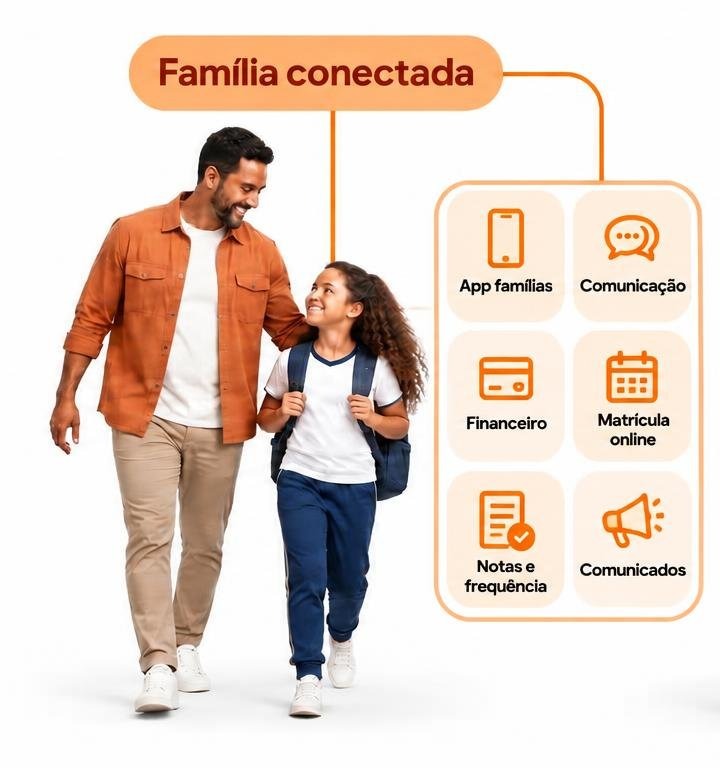 Família conectada
App famílias
Comunicação
Financeiro
Matrícula
online
Notas e
frequência
Comunicados